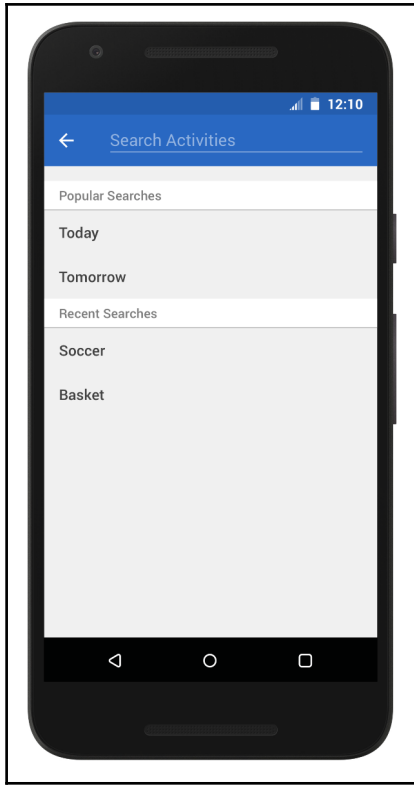 12:10
Search Activities
Popular Searches
Today
Tomorrow
Recent Searches
Soccer
Basket